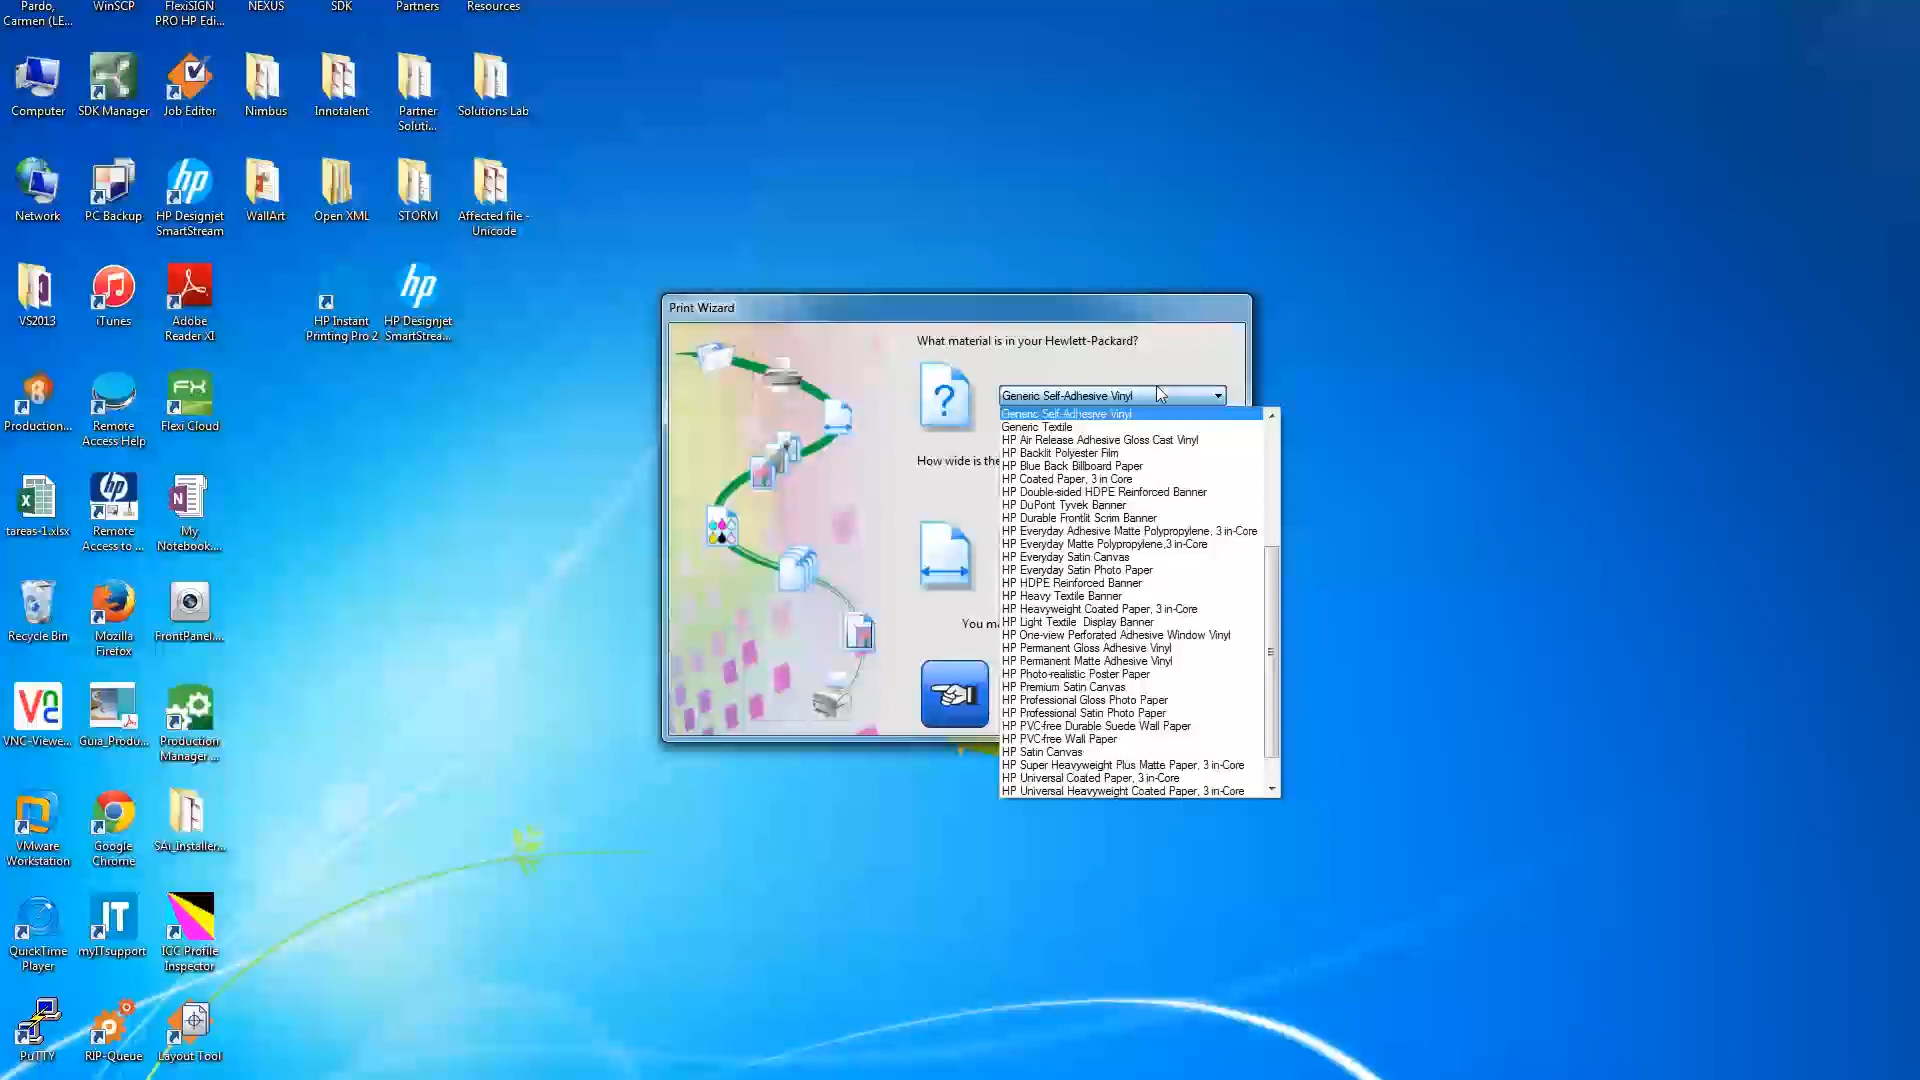 Pardo,
Carmen (LE...
WinSCP
FlexiSIGN
PRO HP Edi...
NEXUS
SDK
Partners
Resources
Computer
SDK Manager
Job Editor
Nimbus
Innotalent
Partner
Soluti...
Solutions Lab
Network
PC Backup
hp
HP Designjet
SmartStream
WallArt
Open XML
STORM
Affected file -
Unicode
VS2013
iTunes
Adobe
Reader XI
HP Instant
Printing Pro 2
hp
HP Designjet
SmartStrea...
Production...
Remote
Access Help
FX
Flexi Cloud
tareas-1.xlsx
hp
Remote
Access to ...
My
Notebook....
Recycle Bin
Mozilla
Firefox
FrontPanel....
VNC-Viewe...
Guia_Produ...
Production
Manager...
VMware
Workstation
Google
Chrome
SAi_Installer...
QuickTime
Player
IT
myITsupport
ICC Profile
Inspector
PuTTY
RIP-Queue
Layout Tool
Print Wizard
What material is in your Hewlett-Packard?
?
Generic Self-Adhesive Vinyl
How wide is the
You ma
Generic Self-Adhesive Vinyl
Generic Textile
HP Air Release Adhesive Gloss Cast Vinyl
HP Backlit Polyester Film
HP Blue Back Billboard Paper
HP Coated Paper, 3 in Core
HP Double-sided HDPE Reinforced Banner
HP DuPont Tyvek Banner
HP Durable Frontlit Scrim Banner
HP Everyday Adhesive Matte Polypropylene, 3 in-Core
HP Everyday Matte Polypropylene,3 in-Core
HP Everyday Satin Canvas
HP Everyday Satin Photo Paper
HP HDPE Reinforced Banner
HP Heavy Textile Banner
HP Heavyweight Coated Paper, 3 in-Core
HP Light Textile  Display Banner
HP One-view Perforated Adhesive Window Vinyl
HP Permanent Gloss Adhesive Vinyl
HP Permanent Matte Adhesive Vinyl
HP Photo-realistic Poster Paper
HP Premium Satin Canvas
HP Professional Gloss Photo Paper
HP Professional Satin Photo Paper
HP PVC-free Durable Suede Wall Paper
HP PVC-free Wall Paper
HP Satin Canvas
HP Super Heavyweight Plus Matte Paper, 3 in-Core
HP Universal Coated Paper, 3 in-Core
HP Universal Heavyweight Coated Paper, 3 in-Core